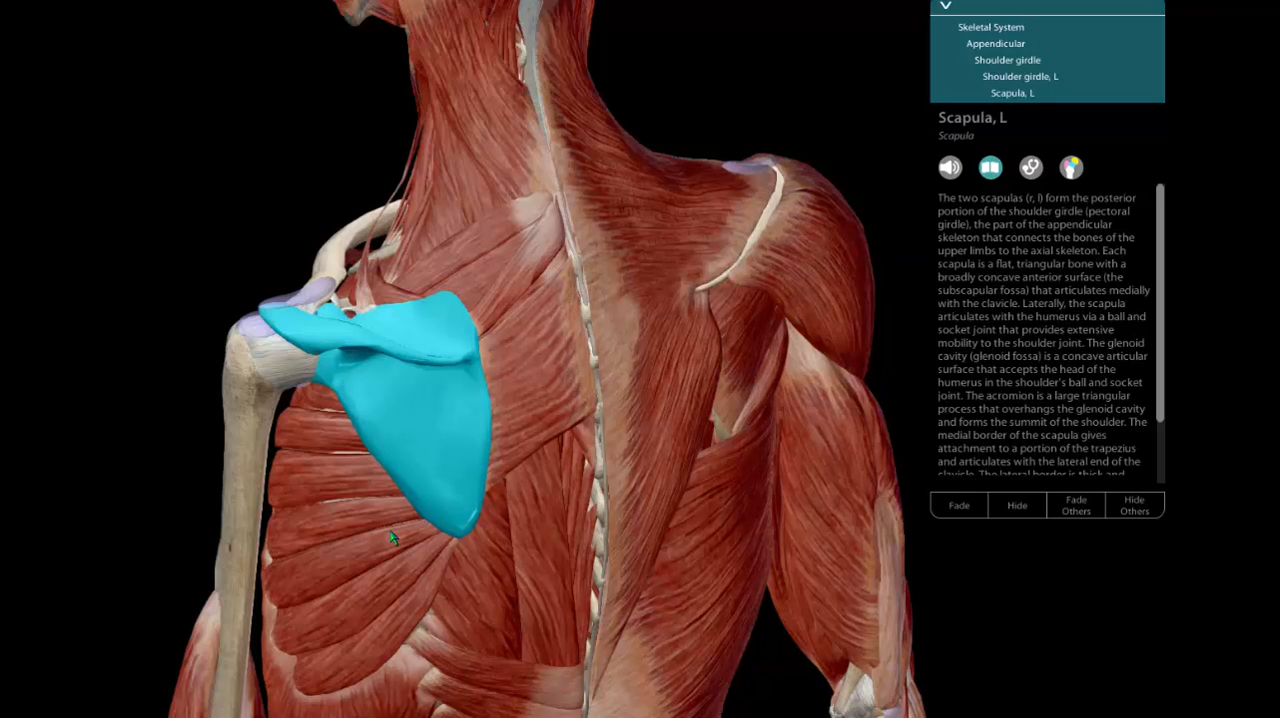 Skeletal System
Appendicular
Shoulder girdle
Shoulder girdle, L
Scapula, L
Scapula, L
Scapula
The two scapulas (r, l) form the posterior
portion of the shoulder girdle (pectoral
girdle), the part of the appendicular
skeleton that connects the bones of the
upper limbs to the axial skeleton. Each
scapula is a flat, triangular bone with a
broadly concave anterior surface (the
subscapular fossa) that articulates medially
with the clavicle. Laterally, the scapula
articulates with the humerus via a ball and
socket joint that provides extensive
mobility to the shoulder joint. The glenoid
cavity (glenoid fossa) is a concave articular
surface that accepts the head of the
humerus in the shoulder's ball and socket
joint. The acromion is a large triangular
process that overhangs the glenoid cavity
and forms the summit of the shoulder. The
medial border of the scapula gives
attachment to a portion of the trapezius
and articulates with the lateral end of the
clavicle. The lateral border is thick and
Fade
Hide
Fade Others
Hide Others